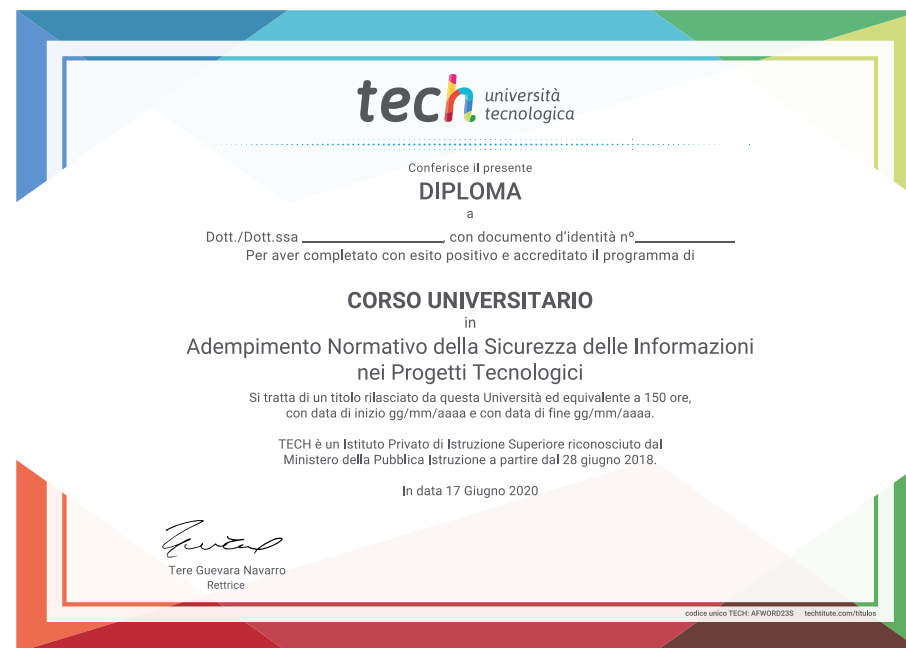 tech università
tecnologica
Conferisce il presente
DIPLOMA
a
Dott./Dott.ssa ________________, con documento d'identità nº____________
Per aver completato con esito positivo e accreditato il programma di
CORSO UNIVERSITARIO
in
Adempimento Normativo della Sicurezza delle Informazioni
nei Progetti Tecnologici
Si tratta di un titolo rilasciato da questa Università ed equivalente a 150 ore,
con data di inizio gg/mm/aaaa e con data di fine gg/mm/aaaa.
TECH è un Istituto Privato di Istruzione Superiore riconosciuto dal
Ministero della Pubblica Istruzione a partire dal 28 giugno 2018.
In data 17 Giugno 2020
Tere Guevara Navarro
Rettrice
codice unico TECH: AFWORD23S techtitute.com/titulos